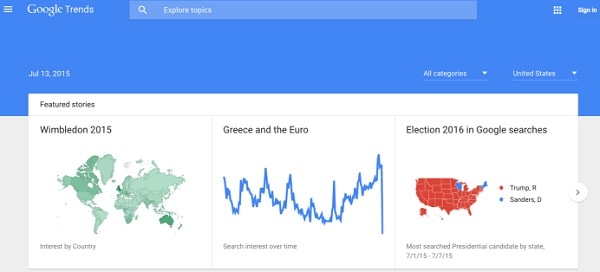 Google Trends
Explore topics
Sign in
Jul 13, 2015
All categories
United States
Featured stories
Wimbledon 2015
Interest by Country
Greece and the Euro
Search interest over time
Election 2016 in Google searches
Trump, R
Sanders, D
Most searched Presidential candidate by state,
7/1/15 - 7/7/15